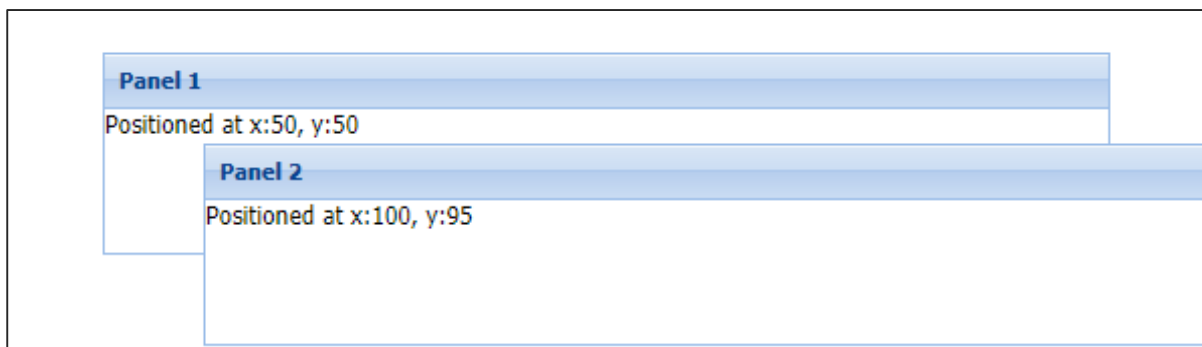 Panel 1
Positioned at x:50, y:50
Panel 2
Positioned at x:100, y:95